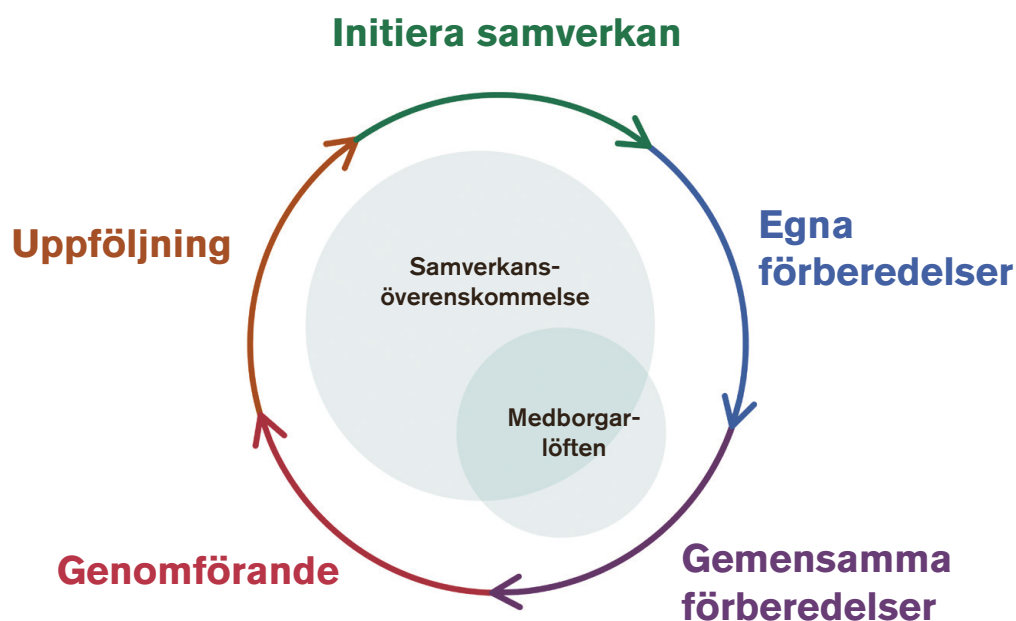 Initiera samverkan
Egna
förberedelser
Gemensamma
förberedelser
Genomförande
Uppföljning
Samverkans-
överenskommelse
Medborgar-
löften